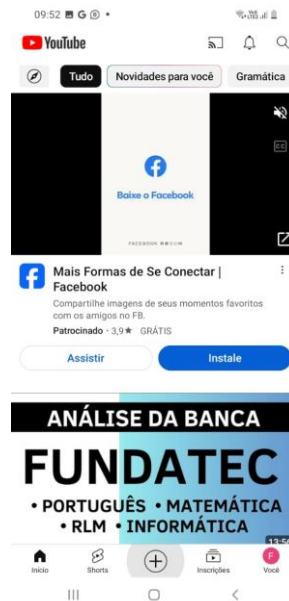 09:52
YouTube
Tudo Novidades para você Gramática
Baixe o Facebook
Mais Formas de Se Conectar |
Facebook
Compartilhe imagens de seus momentos favoritos
com os amigos no FB.
Patrocinado · 3,9★ GRÁTIS
Assistir Instale
ANÁLISE DA BANCA
FUNDATEC
• PORTUGUÊS • MATEMÁTICA
• RLM • INFORMÁTICA
13:56
Início Shorts Inscrições Você